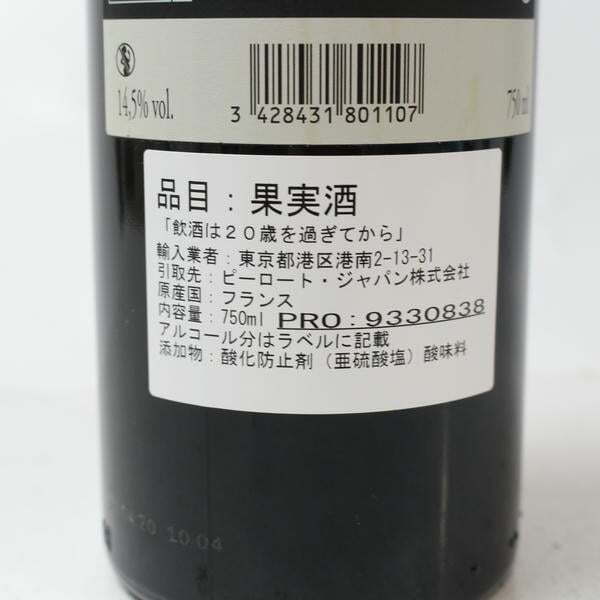 14,5% vol.
3 428431 801107
750 ml
品目：果実酒
「飲酒は２０歳を過ぎてから」
輸入業者：東京都港区港南2-13-31
引取先：ピーロート・ジャパン株式会社
原産国：フランス
内容量：750ml PRO：9330838
アルコール分はラベルに記載
添加物：酸化防止剤（亜硫酸塩）酸味料
10:04